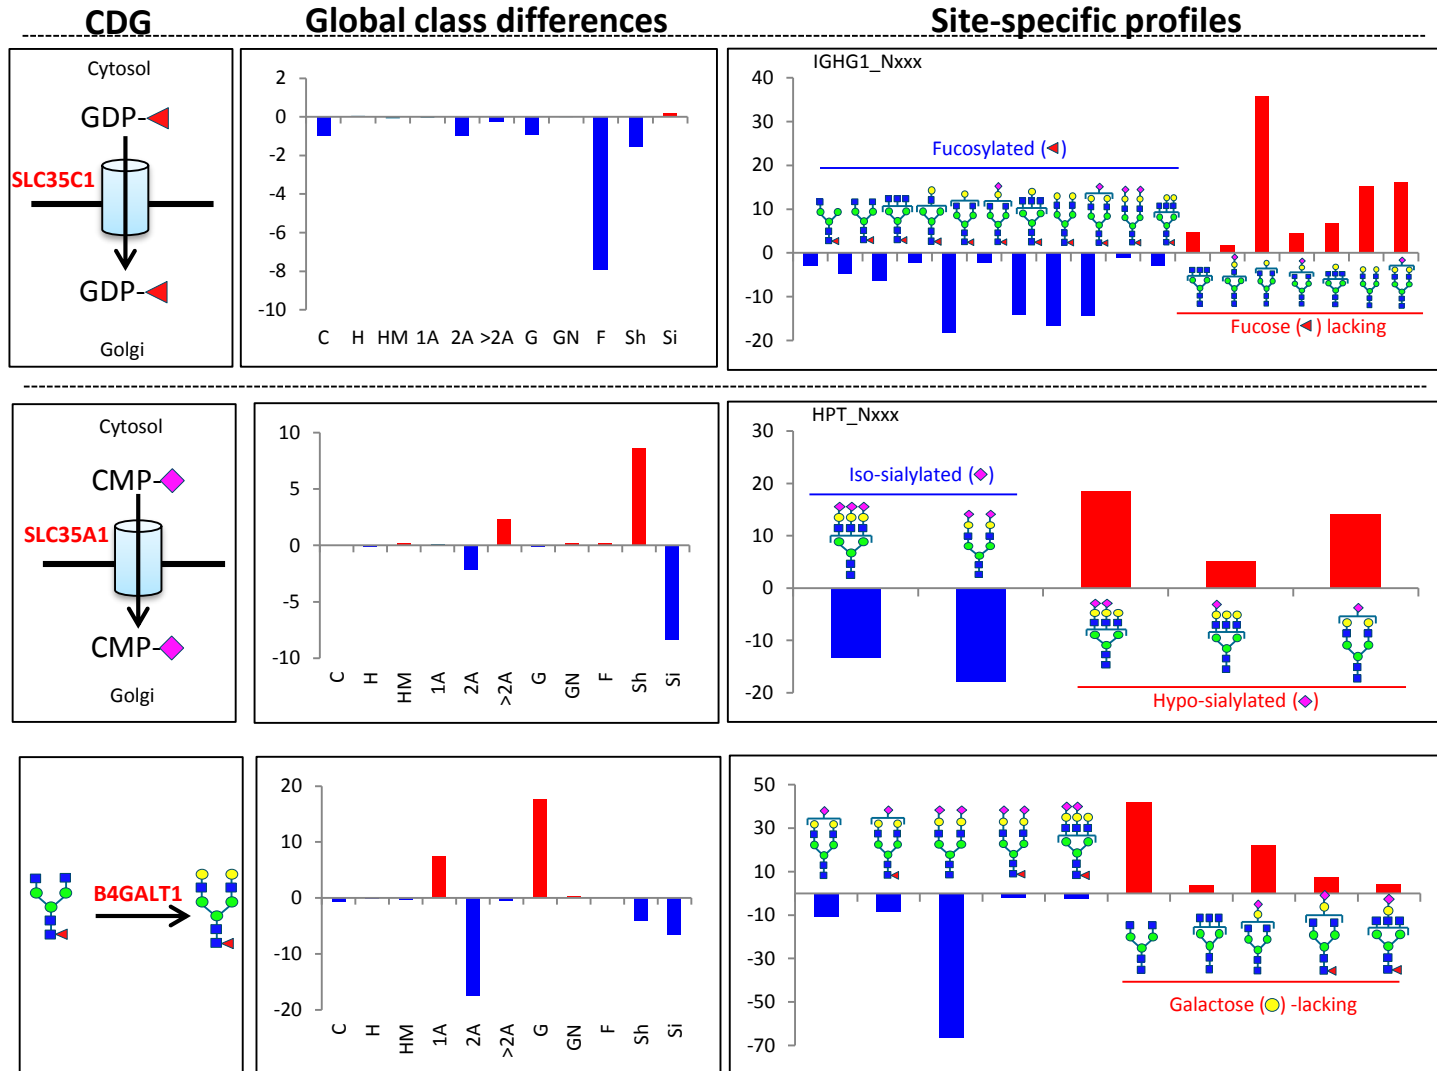 CDG Global class differences Site-specific profiles
Cytosol
GDP-
SLC35C1
GDP-
Golgi
2
0
-2
-4
-6
-8
-10
C H HM 1A 2A >2A G GN F Sh Si
IGHG1_Nxxx
40
30
20
10
0
-10
-20
Fucosylated ( )
Fucose ( ) lacking
Cytosol
CMP-
SLC35A1
CMP-
Golgi
10
5
0
-5
-10
C H HM 1A 2A >2A G GN F Sh Si
HPT_Nxxx
30
20
10
0
-10
-20
Iso-sialylated ( )
Hypo-sialylated ( )
B4GALT1
20
10
0
-10
-20
C H HM 1A 2A >2A G GN F Sh Si
50
30
10
-10
-30
-50
-70
Galactose ( ) -lacking